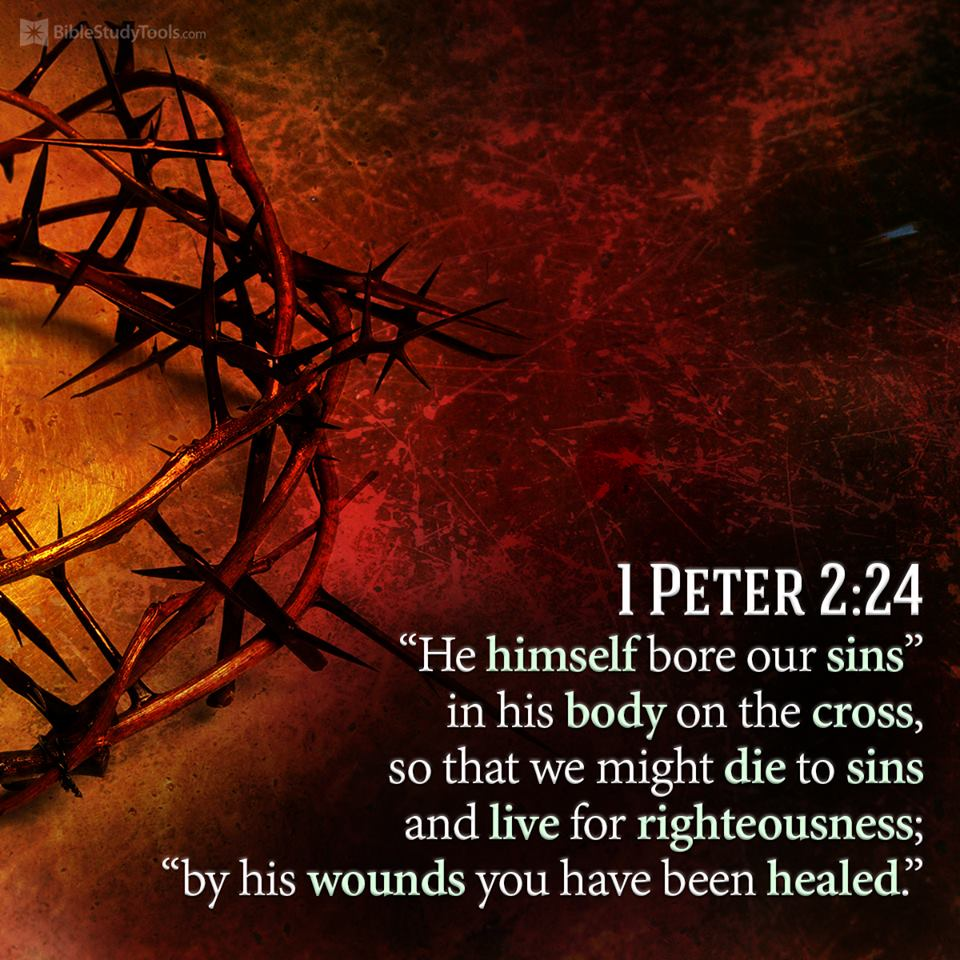 BibleStudyTools.com
1 PETER 2:24
“He himself bore our sins”
in his body on the cross,
so that we might die to sins
and live for righteousness;
“by his wounds you have been healed.”